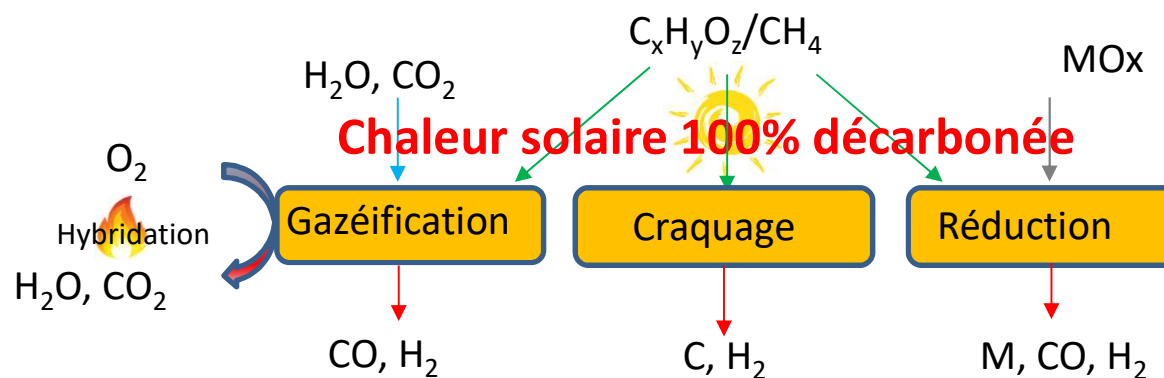 CₓHᵧO_z/CH₄
H₂O, CO₂
MOx
Chaleur solaire 100% décarbonée
O₂
Hybridation
H₂O, CO₂
Gazéification
Craquage
Réduction
CO, H₂
C, H₂
M, CO, H₂